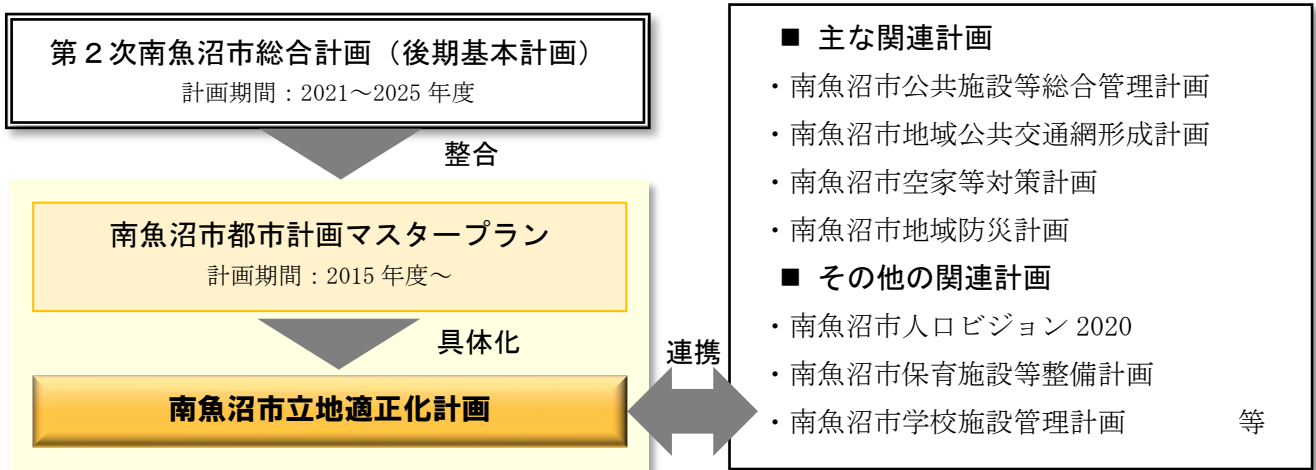 第２次南魚沼市総合計画（後期基本計画）
計画期間：2021～2025 年度
整合
南魚沼市都市計画マスタープラン
計画期間：2015 年度～
具体化
南魚沼市立地適正化計画
連携
■ 主な関連計画
・南魚沼市公共施設等総合管理計画
・南魚沼市地域公共交通網形成計画
・南魚沼市空家等対策計画
・南魚沼市地域防災計画
■ その他の関連計画
・南魚沼市人口ビジョン 2020
・南魚沼市保育施設等整備計画
・南魚沼市学校施設管理計画 等